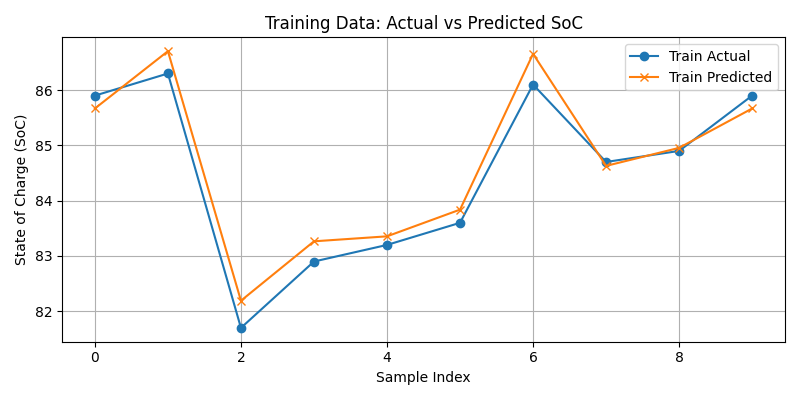 Training Data: Actual vs Predicted SoC
Train Actual
Train Predicted
State of Charge (SoC)
86
85
84
83
82
0 2 4 6 8
Sample Index